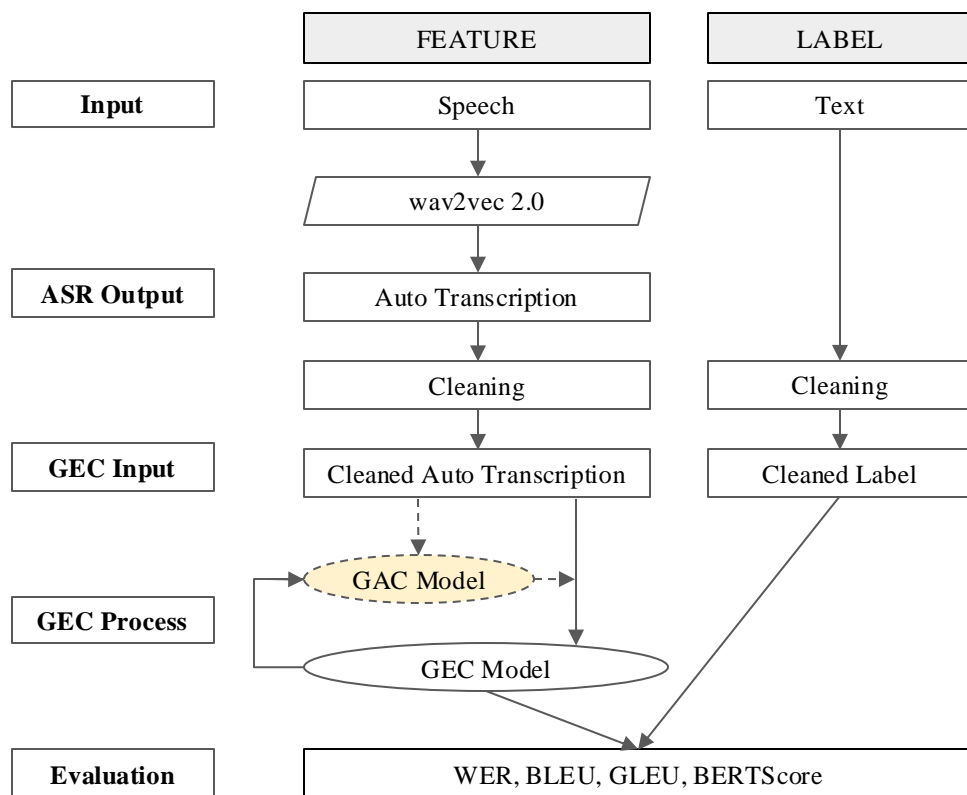 FEATURE LABEL
Input Speech Text
wav2vec 2.0
ASR Output Auto Transcription
Cleaning Cleaning
GEC Input Cleaned Auto Transcription Cleaned Label
GAC Model
GEC Process
GEC Model
Evaluation WER, BLEU, GLEU, BERTScore